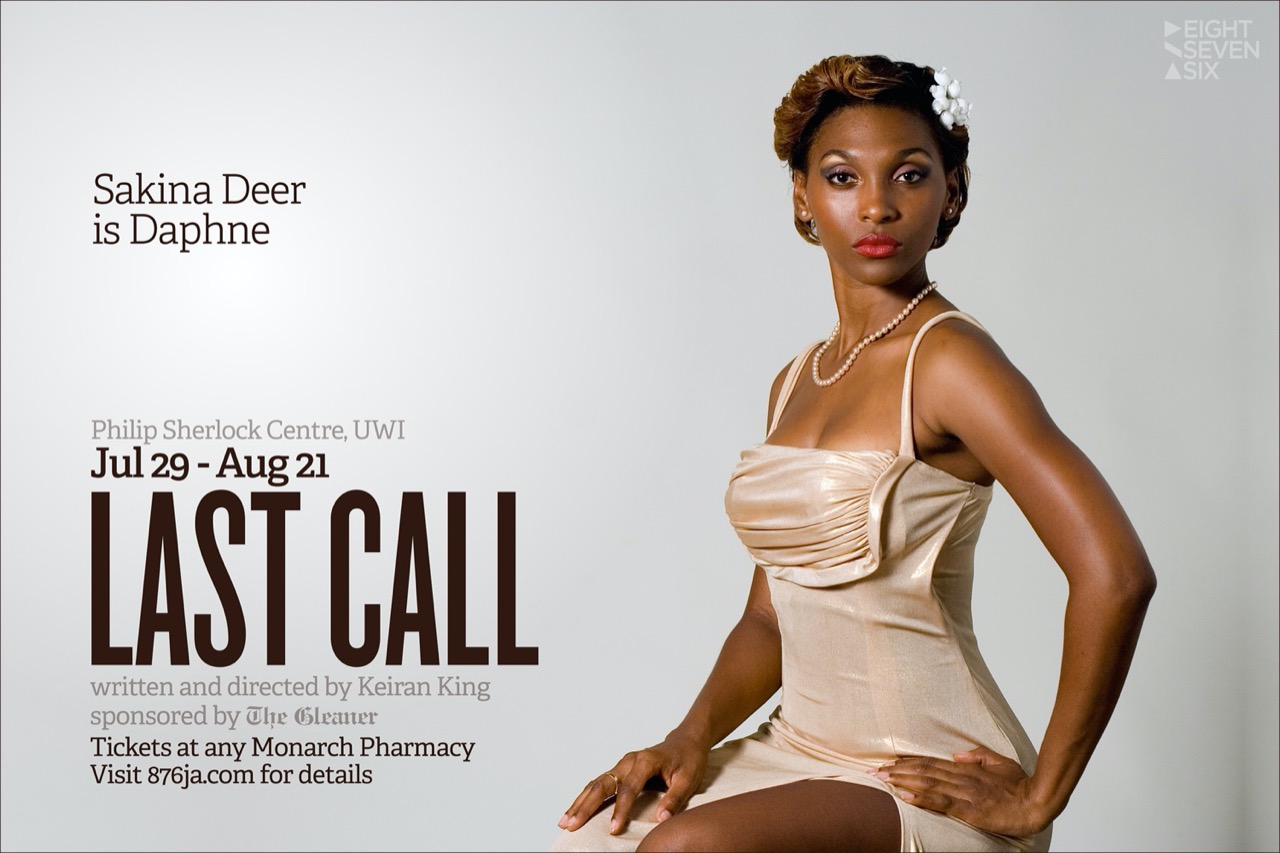 EIGHT
SEVEN
SIX
Sakina Deer
is Daphne
Philip Sherlock Centre, UWI
Jul 29 - Aug 21
LAST CALL
written and directed by Keiran King
sponsored by The Gleaner
Tickets at any Monarch Pharmacy
Visit 876ja.com for details